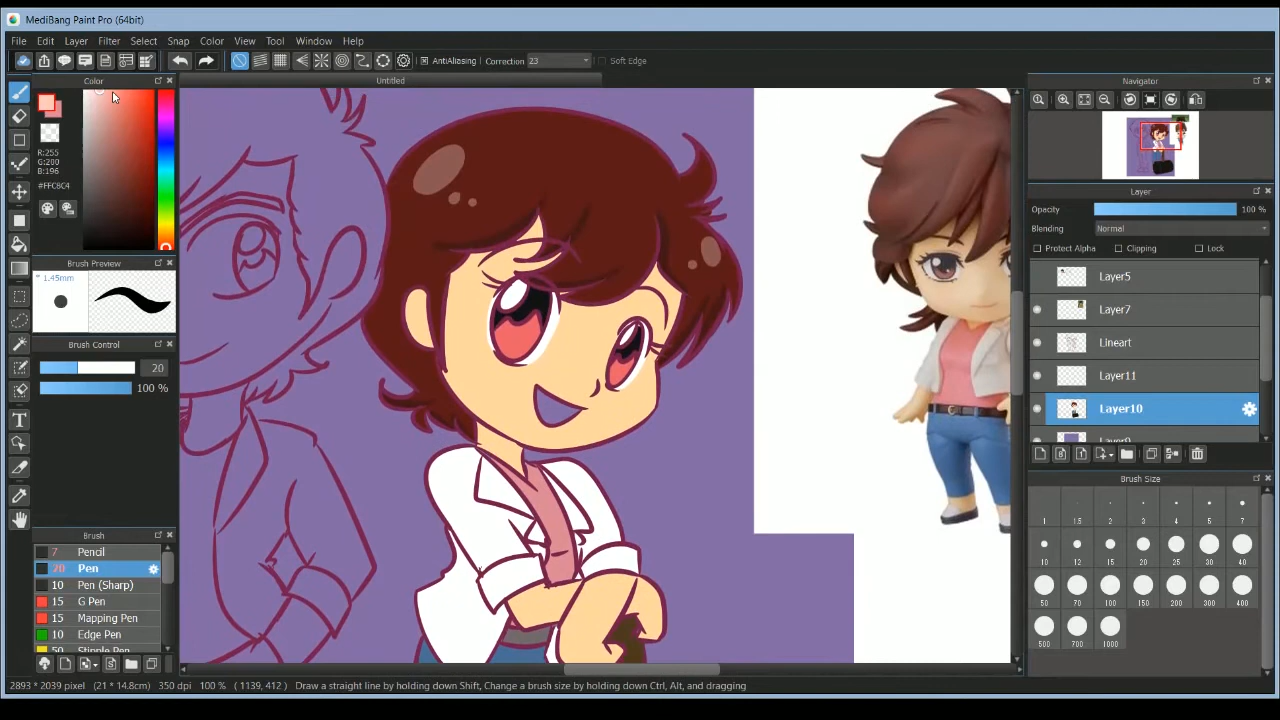 MediBang Paint Pro (64bit)
File Edit Layer Filter Select Snap Color View Tool Window Help
AntiAliasing Correction 23 Soft Edge
Untitled
Color
R:255
G:200
B:196
#FFC8C4
Brush Preview
1.45mm
Brush Control
20
100 %
Brush
7 Pencil
20 Pen
10 Pen (Sharp)
15 G Pen
15 Mapping Pen
10 Edge Pen
50 Stipple Pen
Navigator
Layer
Opacity 100 %
Blending Normal
Protect Alpha Clipping Lock
Layer5
Layer7
Lineart
Layer11
Layer10
Layer9
Brush Size
1 1.5 2 3 4 5 7
10 12 15 20 25 30 40
50 70 100 150 200 300 400
500 700 1000
2893 * 2039 pixel (21 * 14.8cm) 350 dpi 100 % ( 1139, 412 ) Draw a straight line by holding down Shift, Change a brush size by holding down Ctrl, Alt, and dragging